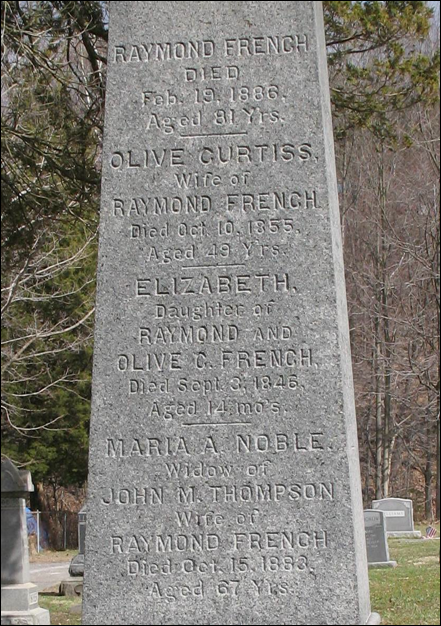 RAYMOND FRENCH
DIED
Feb. 19, 1886.
Aged 81 Yrs.
OLIVE CURTISS,
Wife of
RAYMOND FRENCH.
Died Oct. 10, 1855.
Aged 49 Yrs.
ELIZABETH,
Daughter of
RAYMOND AND
OLIVE C. FRENCH,
Died Sept. 3, 1846.
Aged 14 mo's.
MARIA A. NOBLE.
Widow of
JOHN M. THOMPSON
Wife of
RAYMOND FRENCH
Died Oct. 15, 1883.
Aged 67 Yrs.